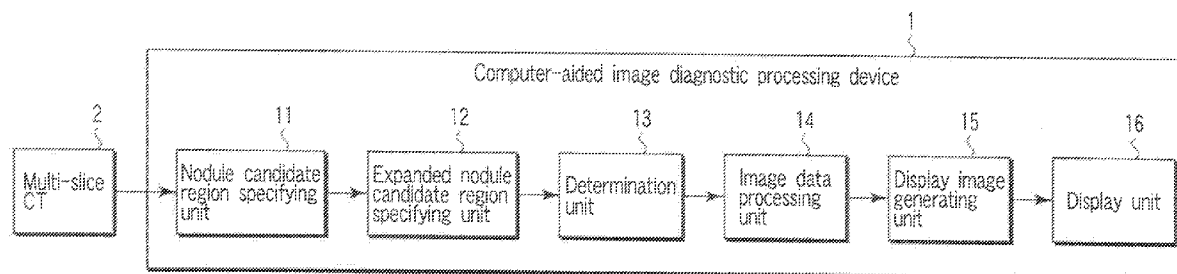 1
Computer-aided image diagnostic processing device
2
11
12
13
14
15
16
Multi-slice
CT
Nodule candidate
region specifying
unit
Expanded nodule
candidate region
specifying unit
Determination
unit
Image data
processing
unit
Display image
generating
unit
Display unit